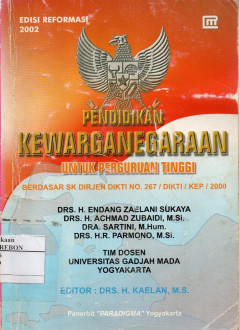 EDISI REFORMASI
2002
PENDIDIKAN
KEWARGANEGARAAN
UNTUK PERGURUAN TINGGI
BERDASAR SK DIRJEN DIKTI NO. 267 / DIKTI / KEP / 2000
DRS. H. ENDANG ZAELANI SUKAYA
DRS. H. ACHMAD ZUBAIDI, M.Si.
DRA. SARTINI, M.Hum.
DRS. H.R. PARMONO, M.Si.
TIM DOSEN
UNIVERSITAS GADJAH MADA
YOGYAKARTA
kaan
REBON
EDITOR : DRS. H. KAELAN, M.S.
Penerbit "PARADIGMA" Yogyakarta